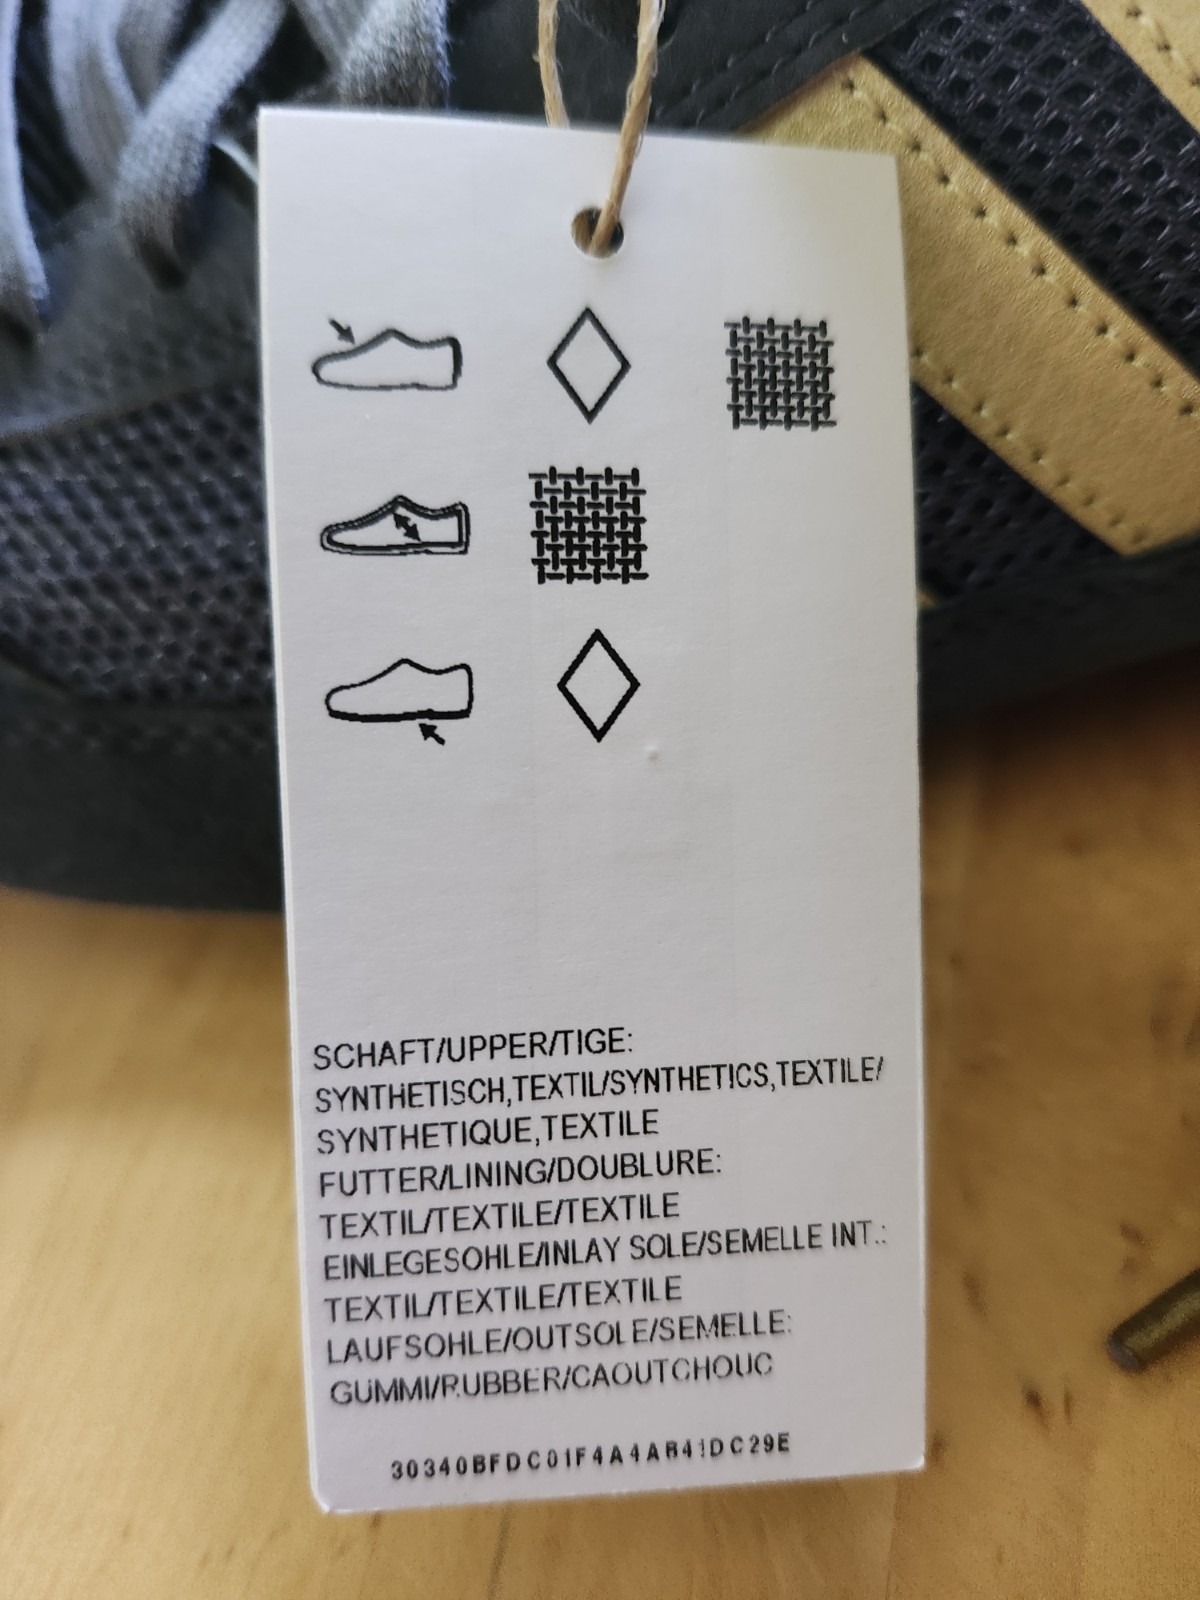 SCHAFT/UPPER/TIGE:
SYNTHETISCH,TEXTIL/SYNTHETICS,TEXTILE/
SYNTHETIQUE,TEXTILE
FUTTER/LINING/DOUBLURE:
TEXTIL/TEXTILE/TEXTILE
EINLEGESOHLE/INLAY SOLE/SEMELLE INT.:
TEXTIL/TEXTILE/TEXTILE
LAUFSOHLE/OUTSOLE/SEMELLE:
GUMMI/RUBBER/CAOUTCHOUC
30340BFDC01F4A4AB41DC29E